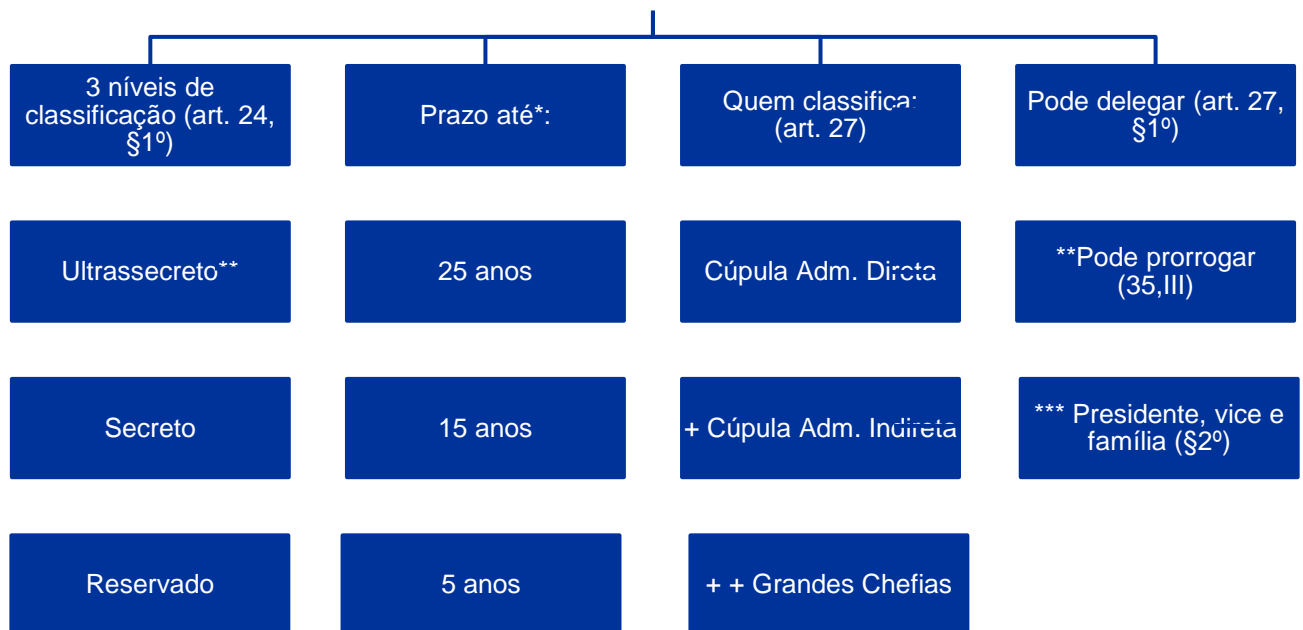 3 níveis de
classificação (art. 24,
§1º)
Prazo até*:
Quem classifica:
(art. 27)
Pode delegar (art. 27,
§1º)
Ultrassecreto**
25 anos
Cúpula Adm. Direta
**Pode prorrogar
(35,III)
Secreto
15 anos
+ Cúpula Adm. Indireta
*** Presidente, vice e
família (§2º)
Reservado
5 anos
+ + Grandes Chefias